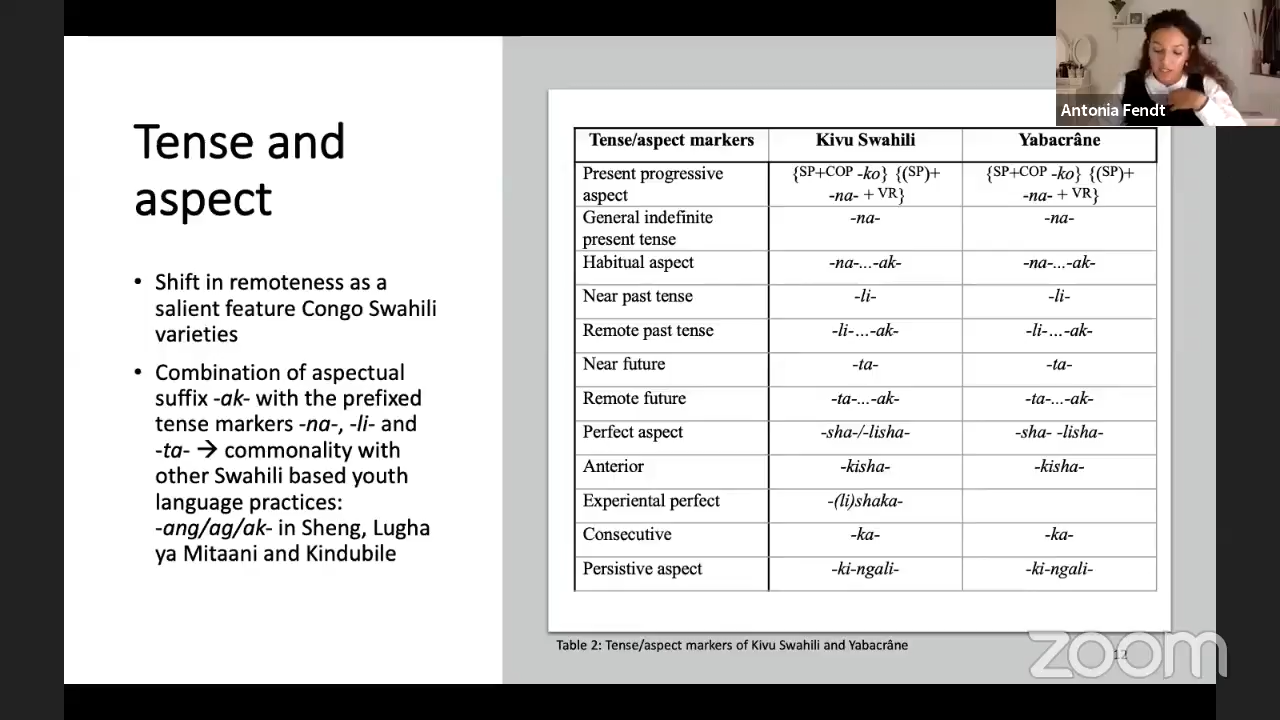 Antonia Fendt
Tense and
aspect
• Shift in remoteness as a
salient feature Congo Swahili
varieties
• Combination of aspectual
suffix -ak- with the prefixed
tense markers -na-, -li- and
-ta- → commonality with
other Swahili based youth
language practices:
-ang/ag/ak- in Sheng, Lugha
ya Mitaani and Kindubile
Tense/aspect markers Kivu Swahili Yabacrâne
Present progressive {SP+COP -ko} {(SP)+ {SP+COP -ko} {(SP)+
aspect -na- + VR} -na- + VR}
General indefinite -na- -na-
present tense
Habitual aspect -na-...-ak- -na-...-ak-
Near past tense -li- -li-
Remote past tense -li-...-ak- -li-...-ak-
Near future -ta- -ta-
Remote future -ta-...-ak- -ta-...-ak-
Perfect aspect -sha-/-lisha- -sha- -lisha-
Anterior -kisha- -kisha-
Experiental perfect -(li)shaka-
Consecutive -ka- -ka-
Persistive aspect -ki-ngali- -ki-ngali-
Table 2: Tense/aspect markers of Kivu Swahili and Yabacrâne
12
zoom